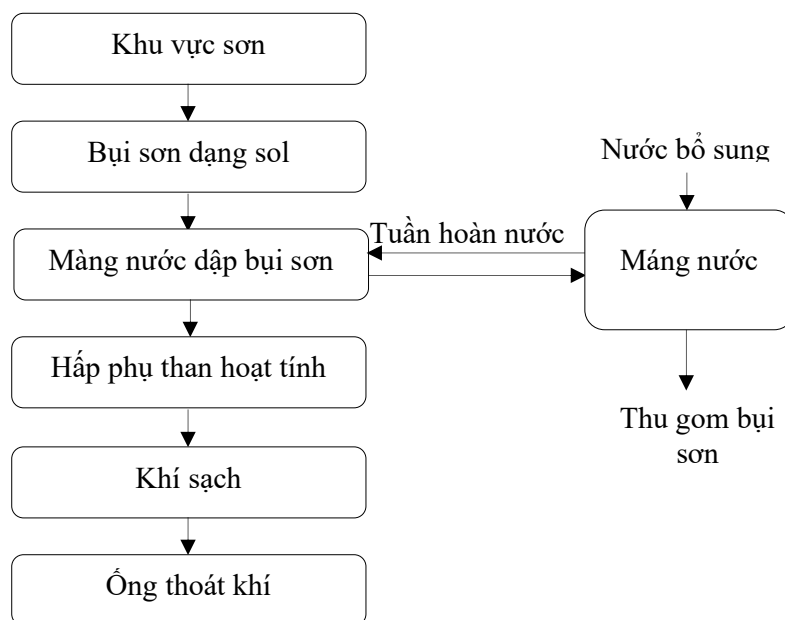 Khu vực sơn
Bụi sơn dạng sol
Nước bổ sung
Tuần hoàn nước
Màng nước dập bụi sơn
Máng nước
Hấp phụ than hoạt tính
Thu gom bụi
sơn
Khí sạch
Ống thoát khí